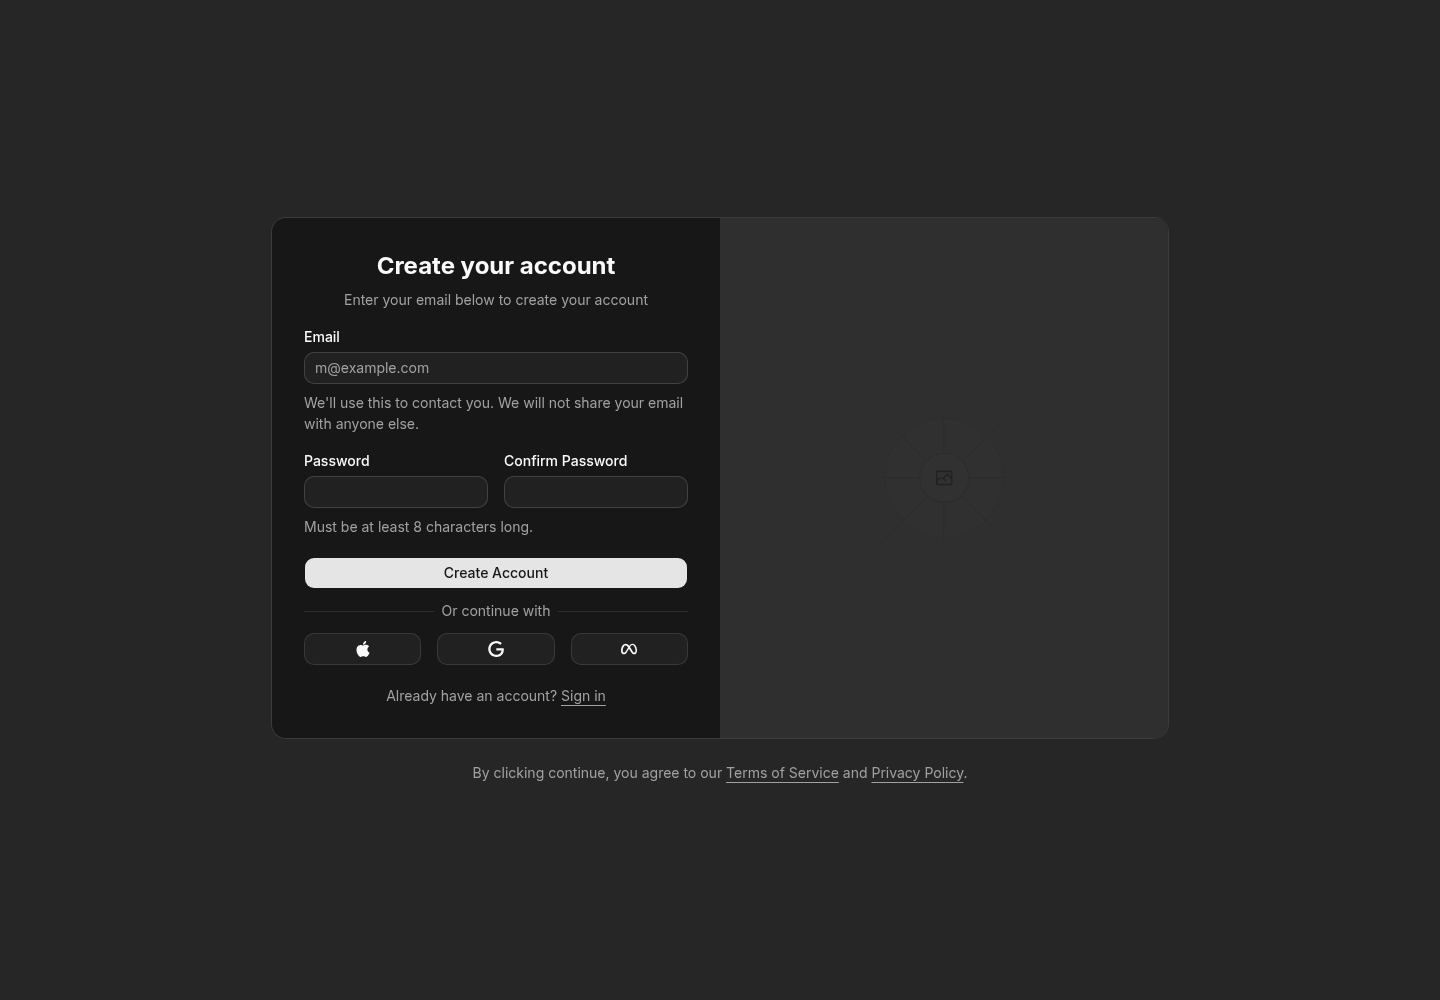 Create your account
Enter your email below to create your account
Email
m@example.com
We'll use this to contact you. We will not share your email
with anyone else.
Password
Confirm Password
Must be at least 8 characters long.
Create Account
Or continue with
Already have an account? Sign in
By clicking continue, you agree to our Terms of Service and Privacy Policy.